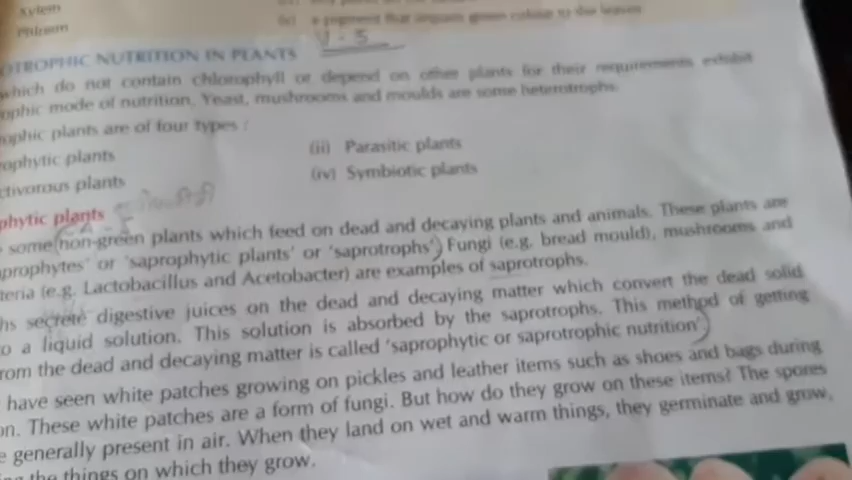 Xylem
Phloem
(iv) a pigment that imparts green colour to the leaves
OTROPHIC NUTRITION IN PLANTS
which do not contain chlorophyll or depend on other plants for their requirements exhibit
ophic mode of nutrition. Yeast, mushrooms and moulds are some heterotrophs.
ophic plants are of four types :
ophytic plants
(ii) Parasitic plants
ctivorous plants
(iv) Symbiotic plants
phytic plants
some non-green plants which feed on dead and decaying plants and animals. These plants are
prophytes' or 'saprophytic plants' or 'saprotrophs'. Fungi (e.g. bread mould), mushrooms and
teria (e.g. Lactobacillus and Acetobacter) are examples of saprotrophs.
hs secrete digestive juices on the dead and decaying matter which convert the dead solid
o a liquid solution. This solution is absorbed by the saprotrophs. This method of getting
rom the dead and decaying matter is called 'saprophytic or saprotrophic nutrition'
have seen white patches growing on pickles and leather items such as shoes and bags during
on. These white patches are a form of fungi. But how do they grow on these items? The spores
e generally present in air. When they land on wet and warm things, they germinate and grow,
ing the things on which they grow.